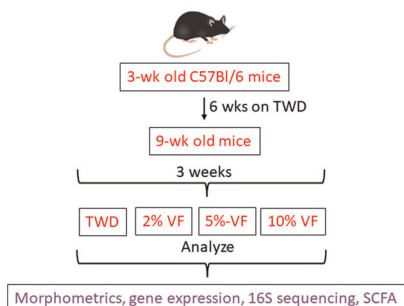 3-wk old C57Bl/6 mice
6 wks on TWD
9-wk old mice
3 weeks
TWD 2% VF 5%-VF 10% VF
Analyze
Morphometrics, gene expression, 16S sequencing, SCFA